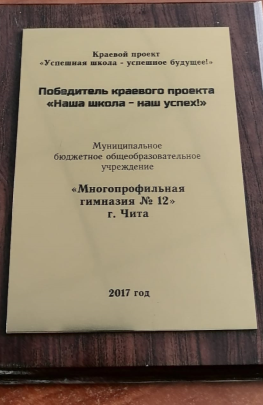 Краевой проект
«Успешная школа - успешное будущее!»
Победитель краевого проекта
«Наша школа - наш успех!»
Муниципальное
бюджетное общеобразовательное
учреждение
«Многопрофильная
гимназия № 12»
г. Чита
2017 год